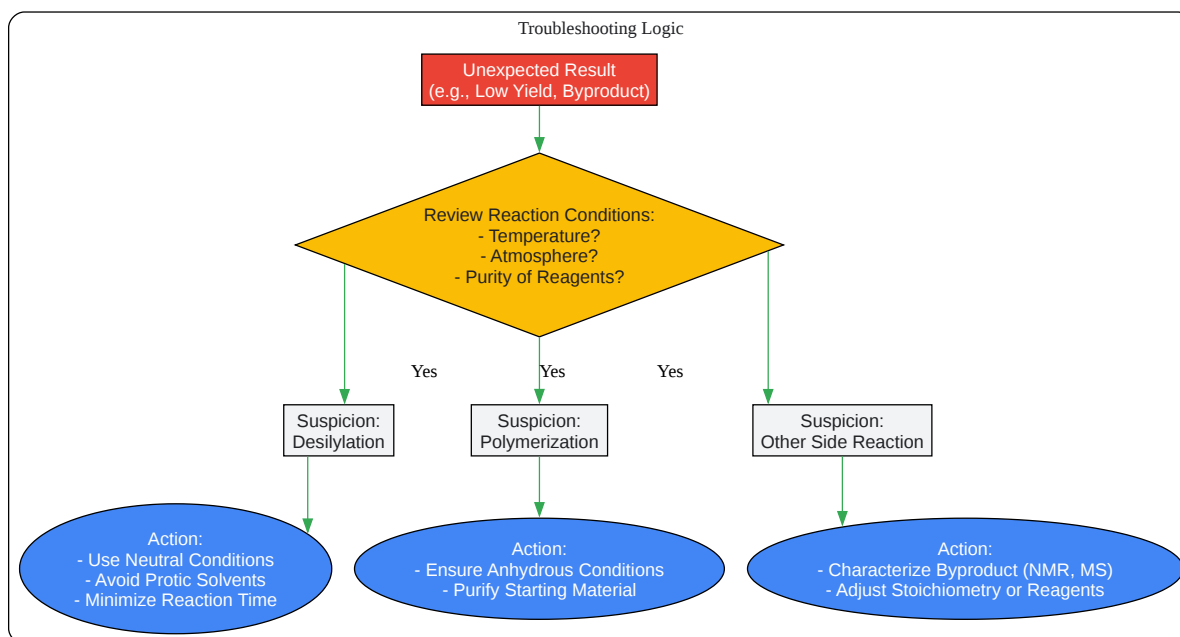 Troubleshooting Logic
Unexpected Result
(e.g., Low Yield, Byproduct)
Review Reaction Conditions:
- Temperature?
- Atmosphere?
- Purity of Reagents?
Yes
Yes
Yes
Suspicion:
Desilylation
Suspicion:
Polymerization
Suspicion:
Other Side Reaction
Action:
- Use Neutral Conditions
- Avoid Protic Solvents
- Minimize Reaction Time
Action:
- Ensure Anhydrous Conditions
- Purify Starting Material
Action:
- Characterize Byproduct (NMR, MS)
- Adjust Stoichiometry or Reagents